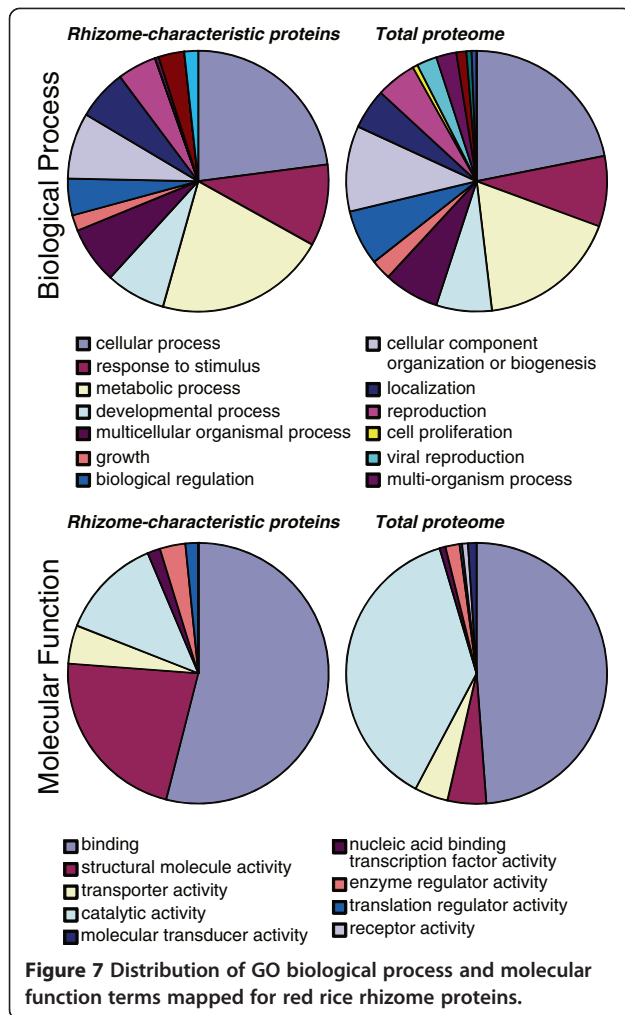 Rhizome-characteristic proteins
Total proteome
Biological Process
cellular process
response to stimulus
metabolic process
developmental process
multicellular organismal process
growth
biological regulation
cellular component
organization or biogenesis
localization
reproduction
cell proliferation
viral reproduction
multi-organism process
Rhizome-characteristic proteins
Total proteome
Molecular Function
binding
structural molecule activity
transporter activity
catalytic activity
molecular transducer activity
nucleic acid binding
transcription factor activity
enzyme regulator activity
translation regulator activity
receptor activity
Figure 7 Distribution of GO biological process and molecular
function terms mapped for red rice rhizome proteins.